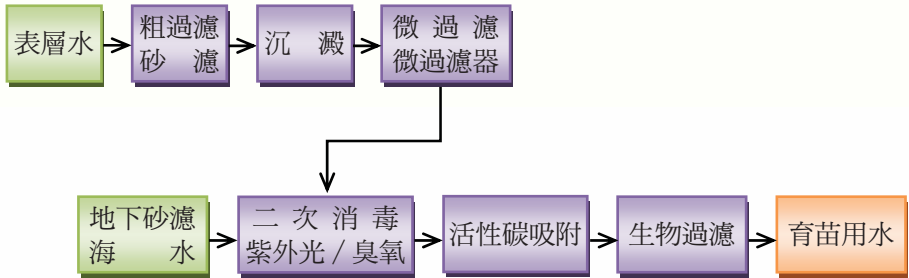 表層水
粗過濾
砂濾
沉澱
微過濾
微過濾器
地下砂濾
海水
二次消毒
紫外光/臭氧
活性碳吸附
生物過濾
育苗用水